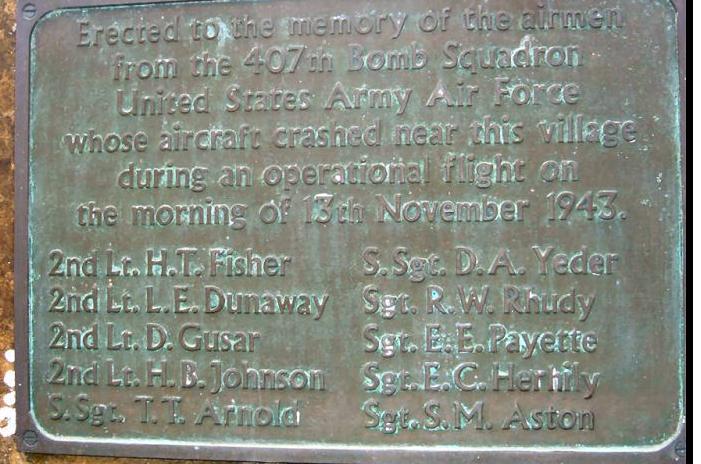 Erected to the memory of the airmen
from the 407th Bomb Squadron
United States Army Air Force
whose aircraft crashed near this village
during an operational flight on
the morning of 13th November 1943.
2nd Lt. H.T. Fisher
2nd Lt. L.E. Dunaway
2nd Lt. D. Gusar
2nd Lt. H.B. Johnson
S. Sgt. T.T. Arnold
S. Sgt. D.A. Yeder
Sgt. R.W. Rhudy
Sgt. E.E. Payette
Sgt. E.C. Herhily
Sgt. S.M. Aston